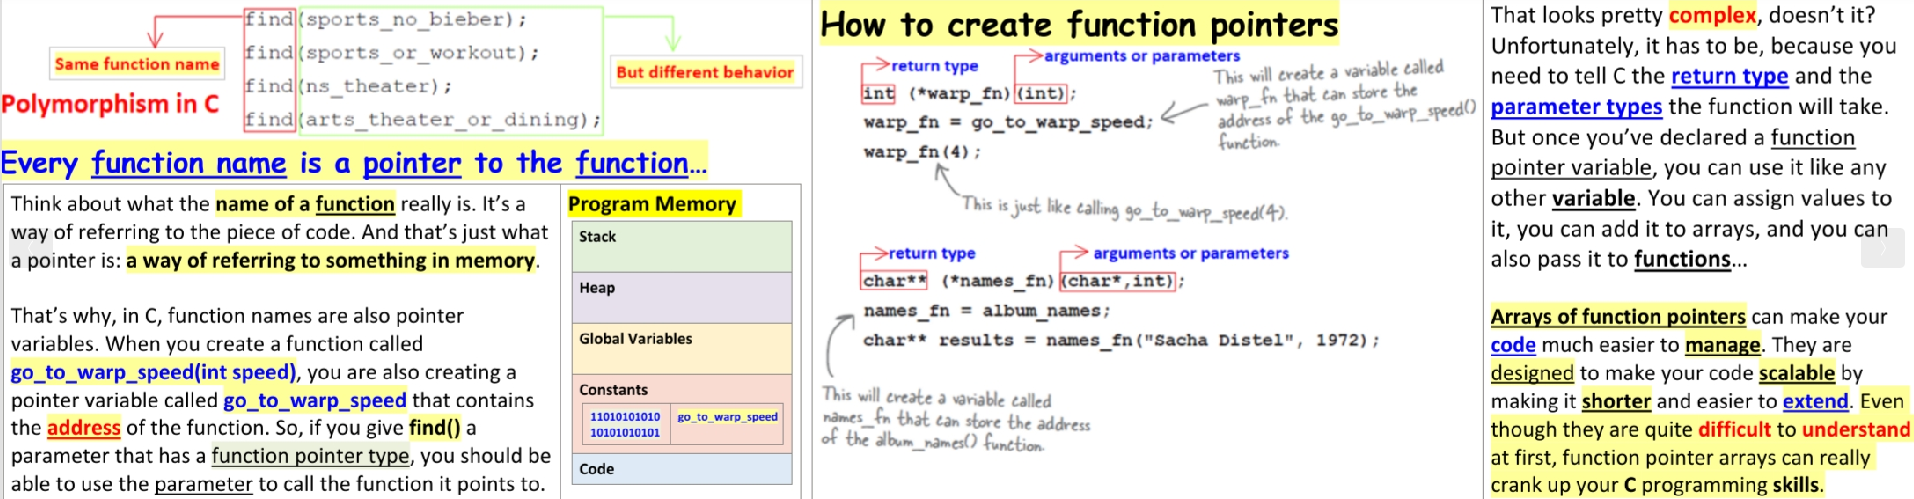 find(sports_no_bieber);
find(sports_or_workout);
find(ns_theater);
find(arts_theater_or_dining);
Same function name
But different behavior
Polymorphism in C
Every function name is a pointer to the function...
Think about what the name of a function really is. It's a
way of referring to the piece of code. And that's just what
a pointer is: a way of referring to something in memory.
That's why, in C, function names are also pointer
variables. When you create a function called
go_to_warp_speed(int speed), you are also creating a
pointer variable called go_to_warp_speed that contains
the address of the function. So, if you give find() a
parameter that has a function pointer type, you should be
able to use the parameter to call the function it points to.
Program Memory
Stack
Heap
Global Variables
Constants
11010101010
10101010101
go_to_warp_speed
Code
How to create function pointers
return type
arguments or parameters
int (*warp_fn)(int);
warp_fn = go_to_warp_speed;
warp_fn(4);
This will create a variable called
warp_fn that can store the
address of the go_to_warp_speed()
function.
This is just like calling go_to_warp_speed(4).
return type
arguments or parameters
char** (*names_fn)(char*,int);
names_fn = album_names;
char** results = names_fn("Sacha Distel", 1972);
This will create a variable called
names_fn that can store the address
of the album_names() function.
That looks pretty complex, doesn't it?
Unfortunately, it has to be, because you
need to tell C the return type and the
parameter types the function will take.
But once you've declared a function
pointer variable, you can use it like any
other variable. You can assign values to
it, you can add it to arrays, and you can
also pass it to functions...
Arrays of function pointers can make your
code much easier to manage. They are
designed to make your code scalable by
making it shorter and easier to extend. Even
though they are quite difficult to understand
at first, function pointer arrays can really
crank up your C programming skills.